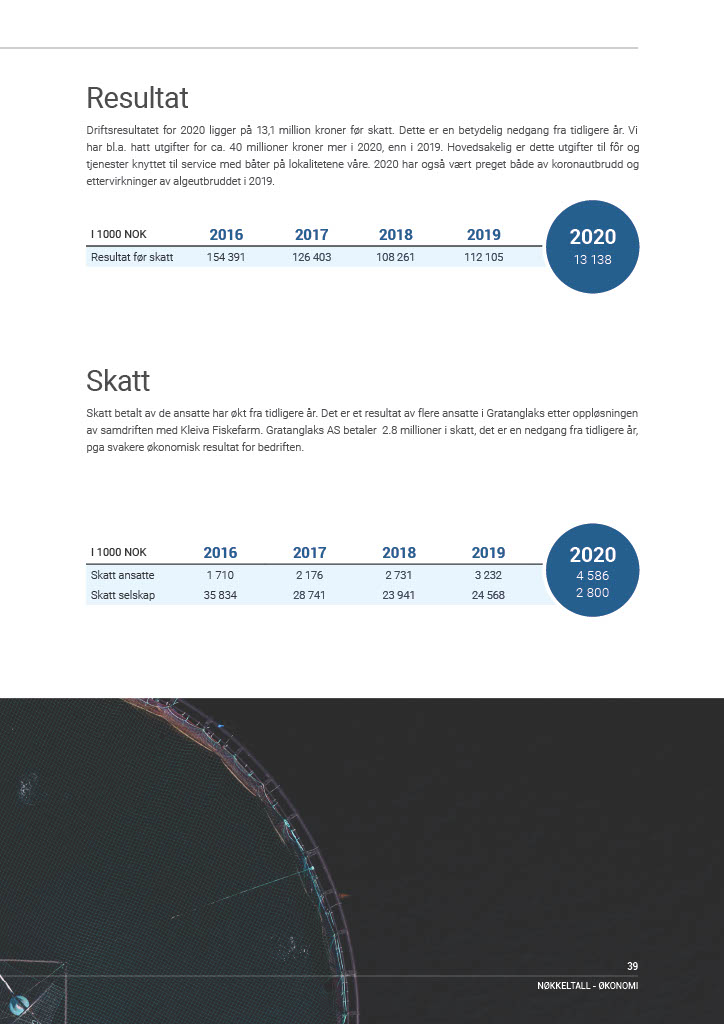 Resultat
Driftsresultatet for 2020 ligger på 13,1 million kroner før skatt. Dette er en betydelig nedgang fra tidligere år. Vi
har bl.a. hatt utgifter for ca. 40 millioner kroner mer i 2020, enn i 2019. Hovedsakelig er dette utgifter til fôr og
tjenester knyttet til service med båter på lokalitetene våre. 2020 har også vært preget både av koronautbrudd og
ettervirkninger av algeutbruddet i 2019.
I 1000 NOK 2016 2017 2018 2019 2020
Resultat før skatt 154 391 126 403 108 261 112 105 13 138
Skatt
Skatt betalt av de ansatte har økt fra tidligere år. Det er et resultat av flere ansatte i Gratanglaks etter oppløsningen
av samdriften med Kleiva Fiskefarm. Gratanglaks AS betaler 2.8 millioner i skatt, det er en nedgang fra tidligere år,
pga svakere økonomisk resultat for bedriften.
I 1000 NOK 2016 2017 2018 2019 2020
Skatt ansatte 1 710 2 176 2 731 3 232 4 586
Skatt selskap 35 834 28 741 23 941 24 568 2 800
39
NØKKELTALL - ØKONOMI